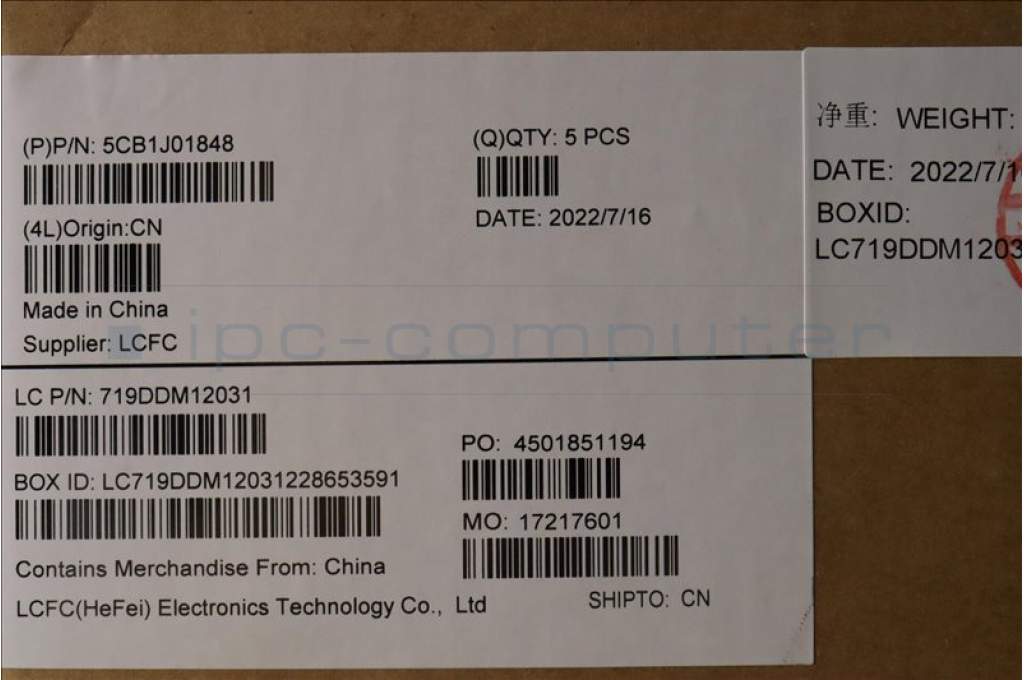 (P)P/N: 5CB1J01848
(Q)QTY: 5 PCS
(4L)Origin:CN
DATE: 2022/7/16
Made in China
Supplier: LCFC
净重: WEIGHT:
DATE: 2022/7/1
BOXID:
LC719DDM1203
ipc-computer
LC P/N: 719DDM12031
PO: 4501851194
BOX ID: LC719DDM12031228653591
MO: 17217601
Contains Merchandise From: China
LCFC(HeFei) Electronics Technology Co., Ltd
SHIPTO: CN